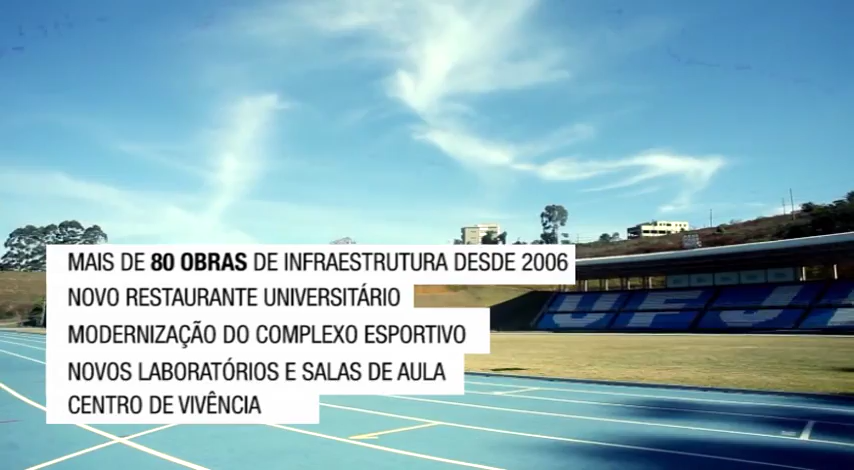 MAIS DE 80 OBRAS DE INFRAESTRUTURA DESDE 2006
NOVO RESTAURANTE UNIVERSITÁRIO
MODERNIZAÇÃO DO COMPLEXO ESPORTIVO
NOVOS LABORATÓRIOS E SALAS DE AULA
CENTRO DE VIVÊNCIA
UFJ